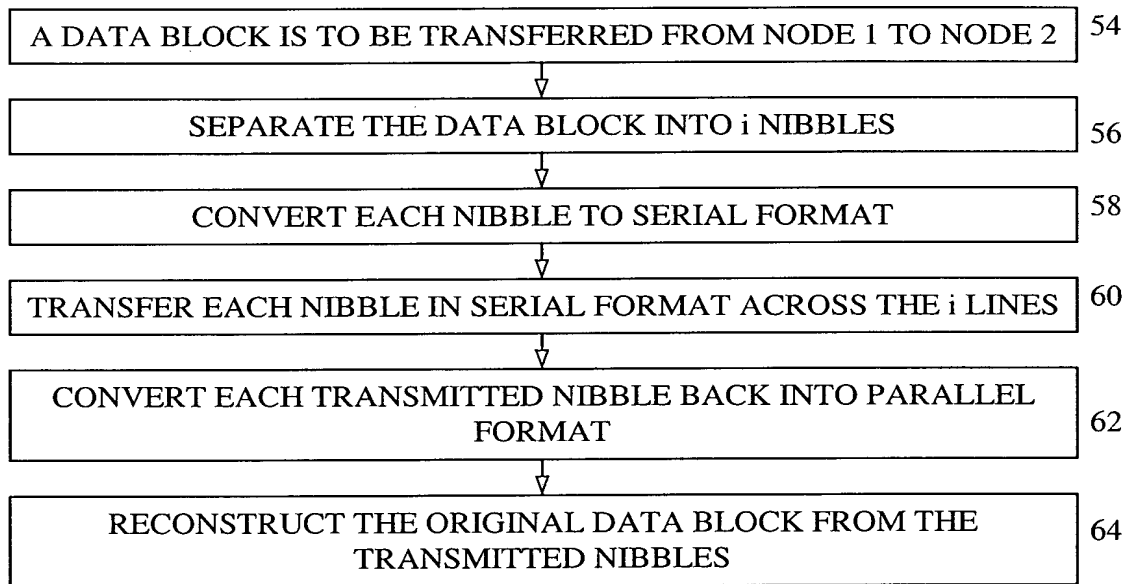 A DATA BLOCK IS TO BE TRANSFERRED FROM NODE 1 TO NODE 2 54
SEPARATE THE DATA BLOCK INTO i NIBBLES 56
CONVERT EACH NIBBLE TO SERIAL FORMAT 58
TRANSFER EACH NIBBLE IN SERIAL FORMAT ACROSS THE i LINES 60
CONVERT EACH TRANSMITTED NIBBLE BACK INTO PARALLEL
FORMAT 62
RECONSTRUCT THE ORIGINAL DATA BLOCK FROM THE
TRANSMITTED NIBBLES 64